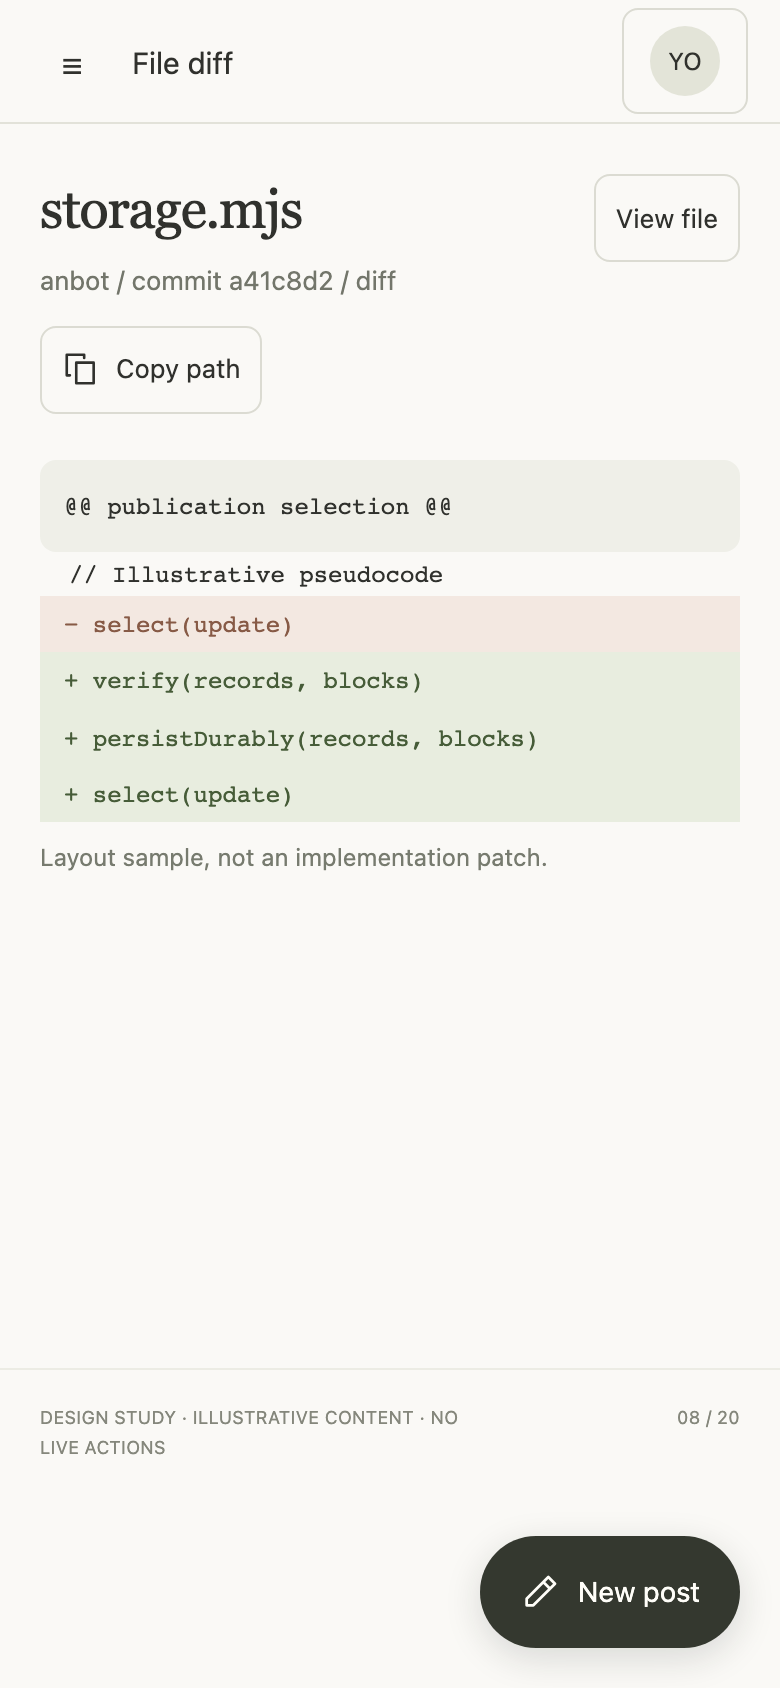 ≡ File diff YO
storage.mjs
View file
anbot / commit a41c8d2 / diff
Copy path
@@ publication selection @@
// Illustrative pseudocode
− select(update)
+ verify(records, blocks)
+ persistDurably(records, blocks)
+ select(update)
Layout sample, not an implementation patch.
DESIGN STUDY · ILLUSTRATIVE CONTENT · NO
LIVE ACTIONS
08 / 20
New post